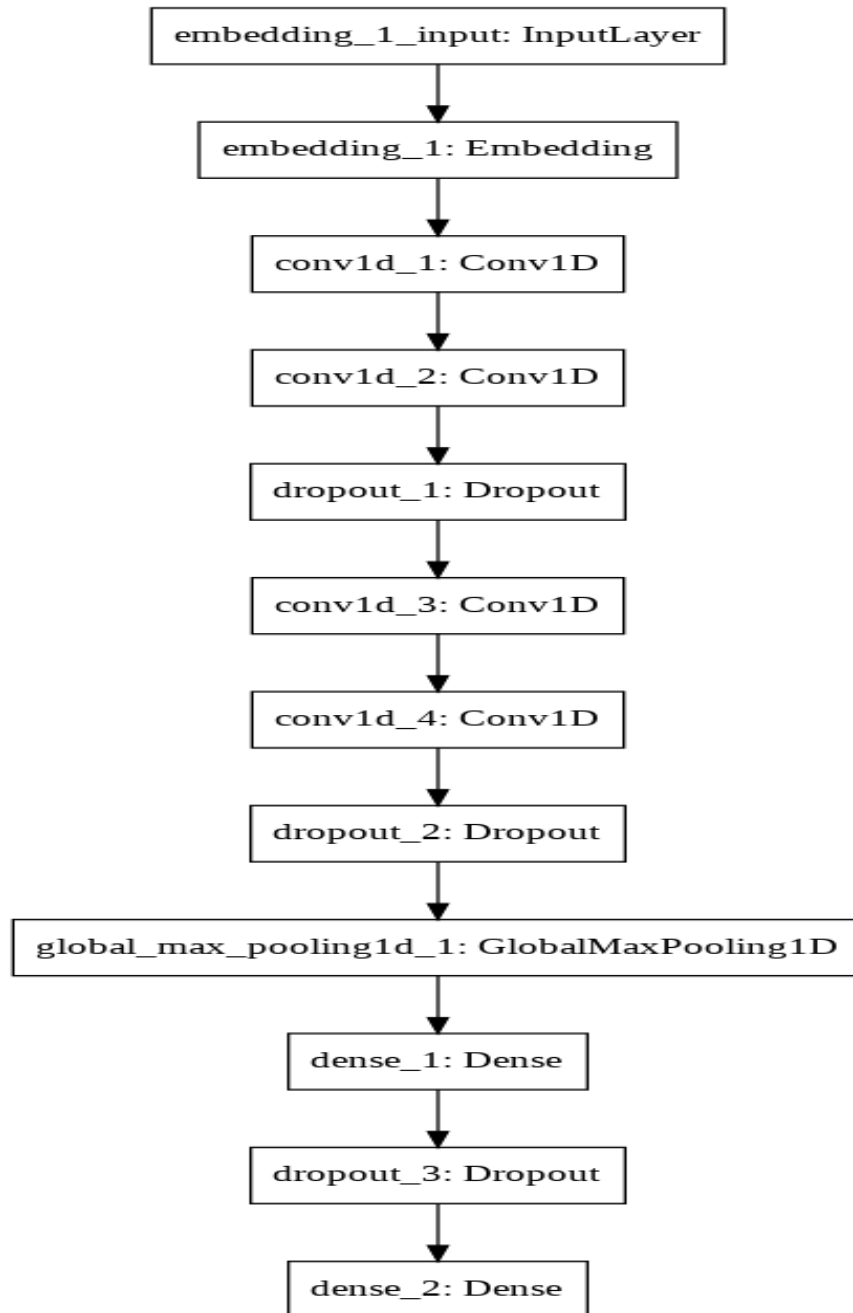 embedding_1_input: InputLayer
embedding_1: Embedding
conv1d_1: Conv1D
conv1d_2: Conv1D
dropout_1: Dropout
conv1d_3: Conv1D
conv1d_4: Conv1D
dropout_2: Dropout
global_max_pooling1d_1: GlobalMaxPooling1D
dense_1: Dense
dropout_3: Dropout
dense_2: Dense